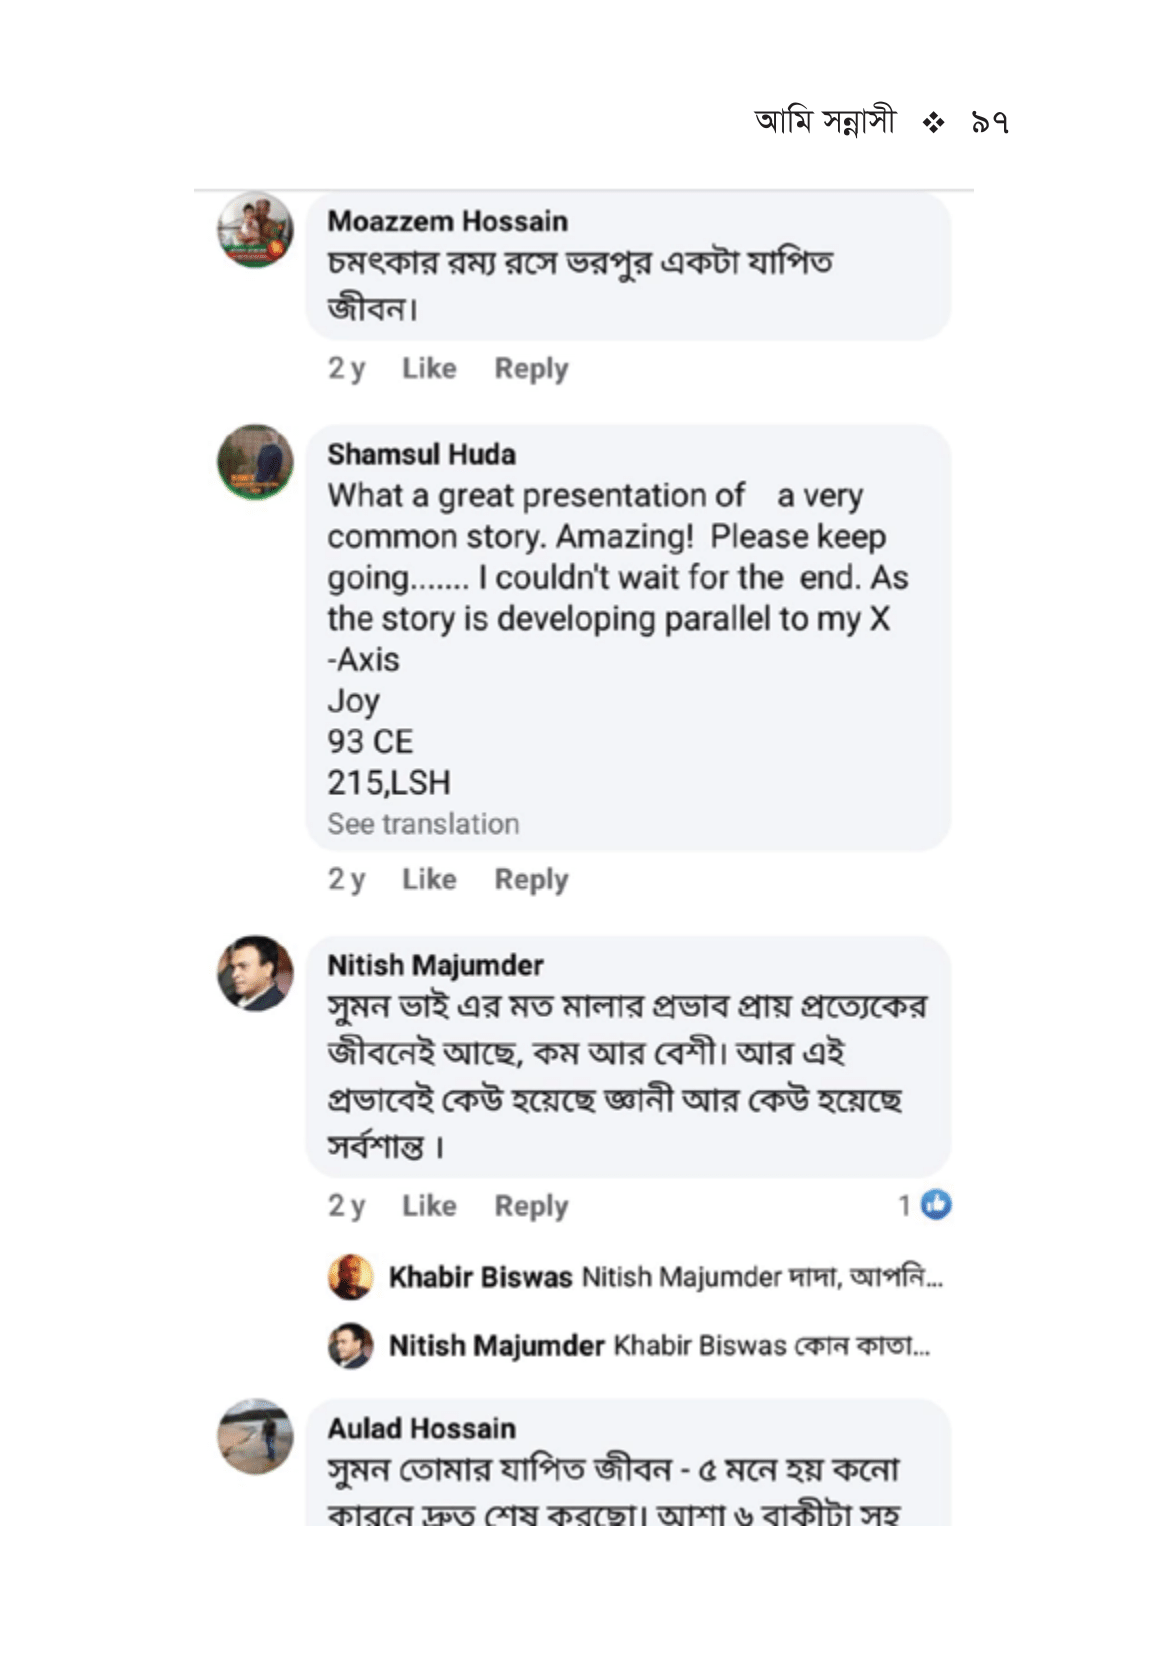 আমি সন্নাসী ❖ ৯৭
Moazzem Hossain
চমৎকার রম্য রসে ভরপুর একটা যাপিত
জীবন।
2 y Like Reply
Shamsul Huda
What a great presentation of a very
common story. Amazing! Please keep
going....... I couldn't wait for the end. As
the story is developing parallel to my X
-Axis
Joy
93 CE
215,LSH
See translation
2 y Like Reply
Nitish Majumder
সুমন ভাই এর মত মালার প্রভাব প্রায় প্রত্যেকের
জীবনেই আছে, কম আর বেশী। আর এই
প্রভাবেই কেউ হয়েছে জ্ঞানী আর কেউ হয়েছে
সর্বশান্ত ।
2 y Like Reply 1
Khabir Biswas Nitish Majumder দাদা, আপনি...
Nitish Majumder Khabir Biswas কোন কাতা...
Aulad Hossain
সুমন তোমার যাপিত জীবন - ৫ মনে হয় কনো
কারনে দ্রুত শেষ করছো। আশা ৬ বাকীটা সহ